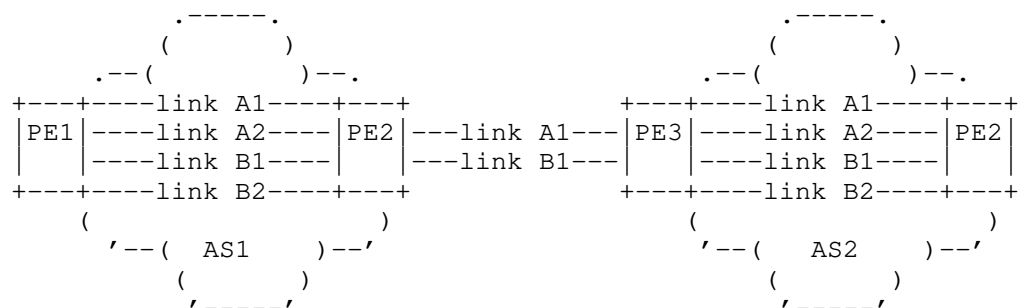 .-----.                                .-----.
         (       )                              (       )
     .--(         )--.                      .--(         )--.
+---+----link A1----+---+              +---+----link A1----+---+
|PE1|----link A2----|PE2|---link A1---|PE3|----link A2----|PE2|
|   |----link B1----|   |---link B1---|   |----link B1----|   |
+---+----link B2----+---+              +---+----link B2----+---+
    (                 )                    (                 )
     '--(  AS1    )--'                      '--(   AS2   )--'
         (       )                              (       )
          '-----'                                '-----'